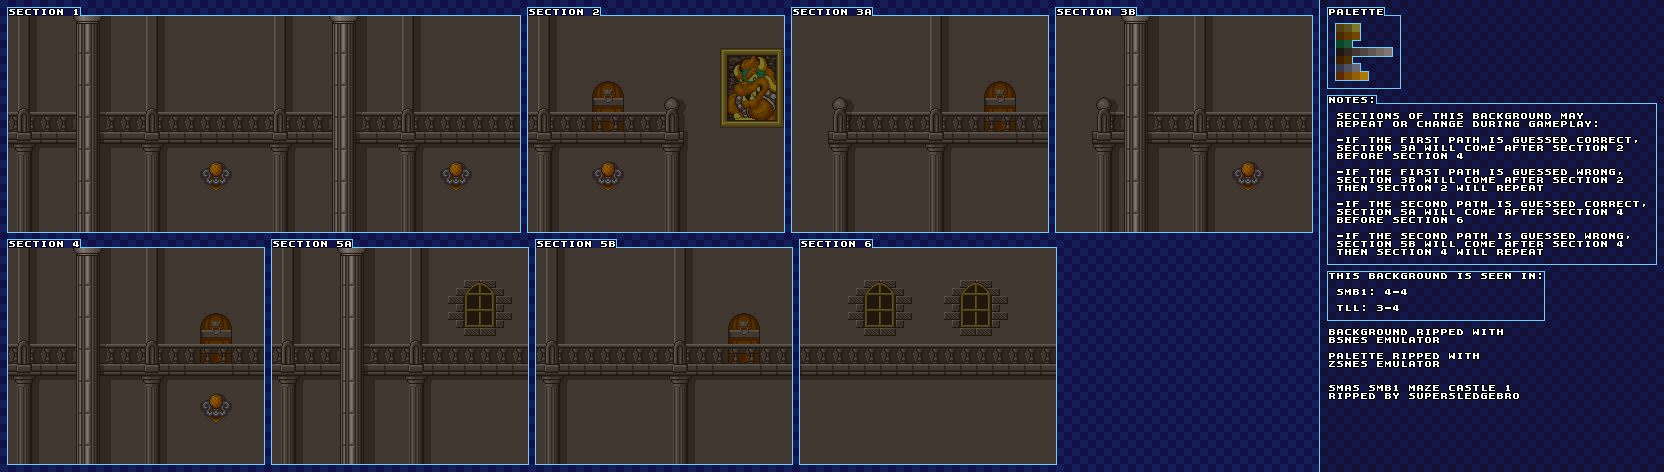 SECTION 1
SECTION 2
SECTION 3A
SECTION 3B
SECTION 4
SECTION 5A
SECTION 5B
SECTION 6
PALETTE
NOTES:
SECTIONS OF THIS BACKGROUND MAY
REPEAT OR CHANGE DURING GAMEPLAY:
-IF THE FIRST PATH IS GUESSED CORRECT,
SECTION 3A WILL COME AFTER SECTION 2
BEFORE SECTION 4
-IF THE FIRST PATH IS GUESSED WRONG,
SECTION 3B WILL COME AFTER SECTION 2
THEN SECTION 2 WILL REPEAT
-IF THE SECOND PATH IS GUESSED CORRECT,
SECTION 5A WILL COME AFTER SECTION 4
BEFORE SECTION 6
-IF THE SECOND PATH IS GUESSED WRONG,
SECTION 5B WILL COME AFTER SECTION 4
THEN SECTION 4 WILL REPEAT
THIS BACKGROUND IS SEEN IN:
SMB1: 4-4
TLL: 3-4
BACKGROUND RIPPED WITH
BSNES EMULATOR
PALETTE RIPPED WITH
ZSNES EMULATOR
SMAS SMB1 MAZE CASTLE 1
RIPPED BY SUPERSLEDGEBRO